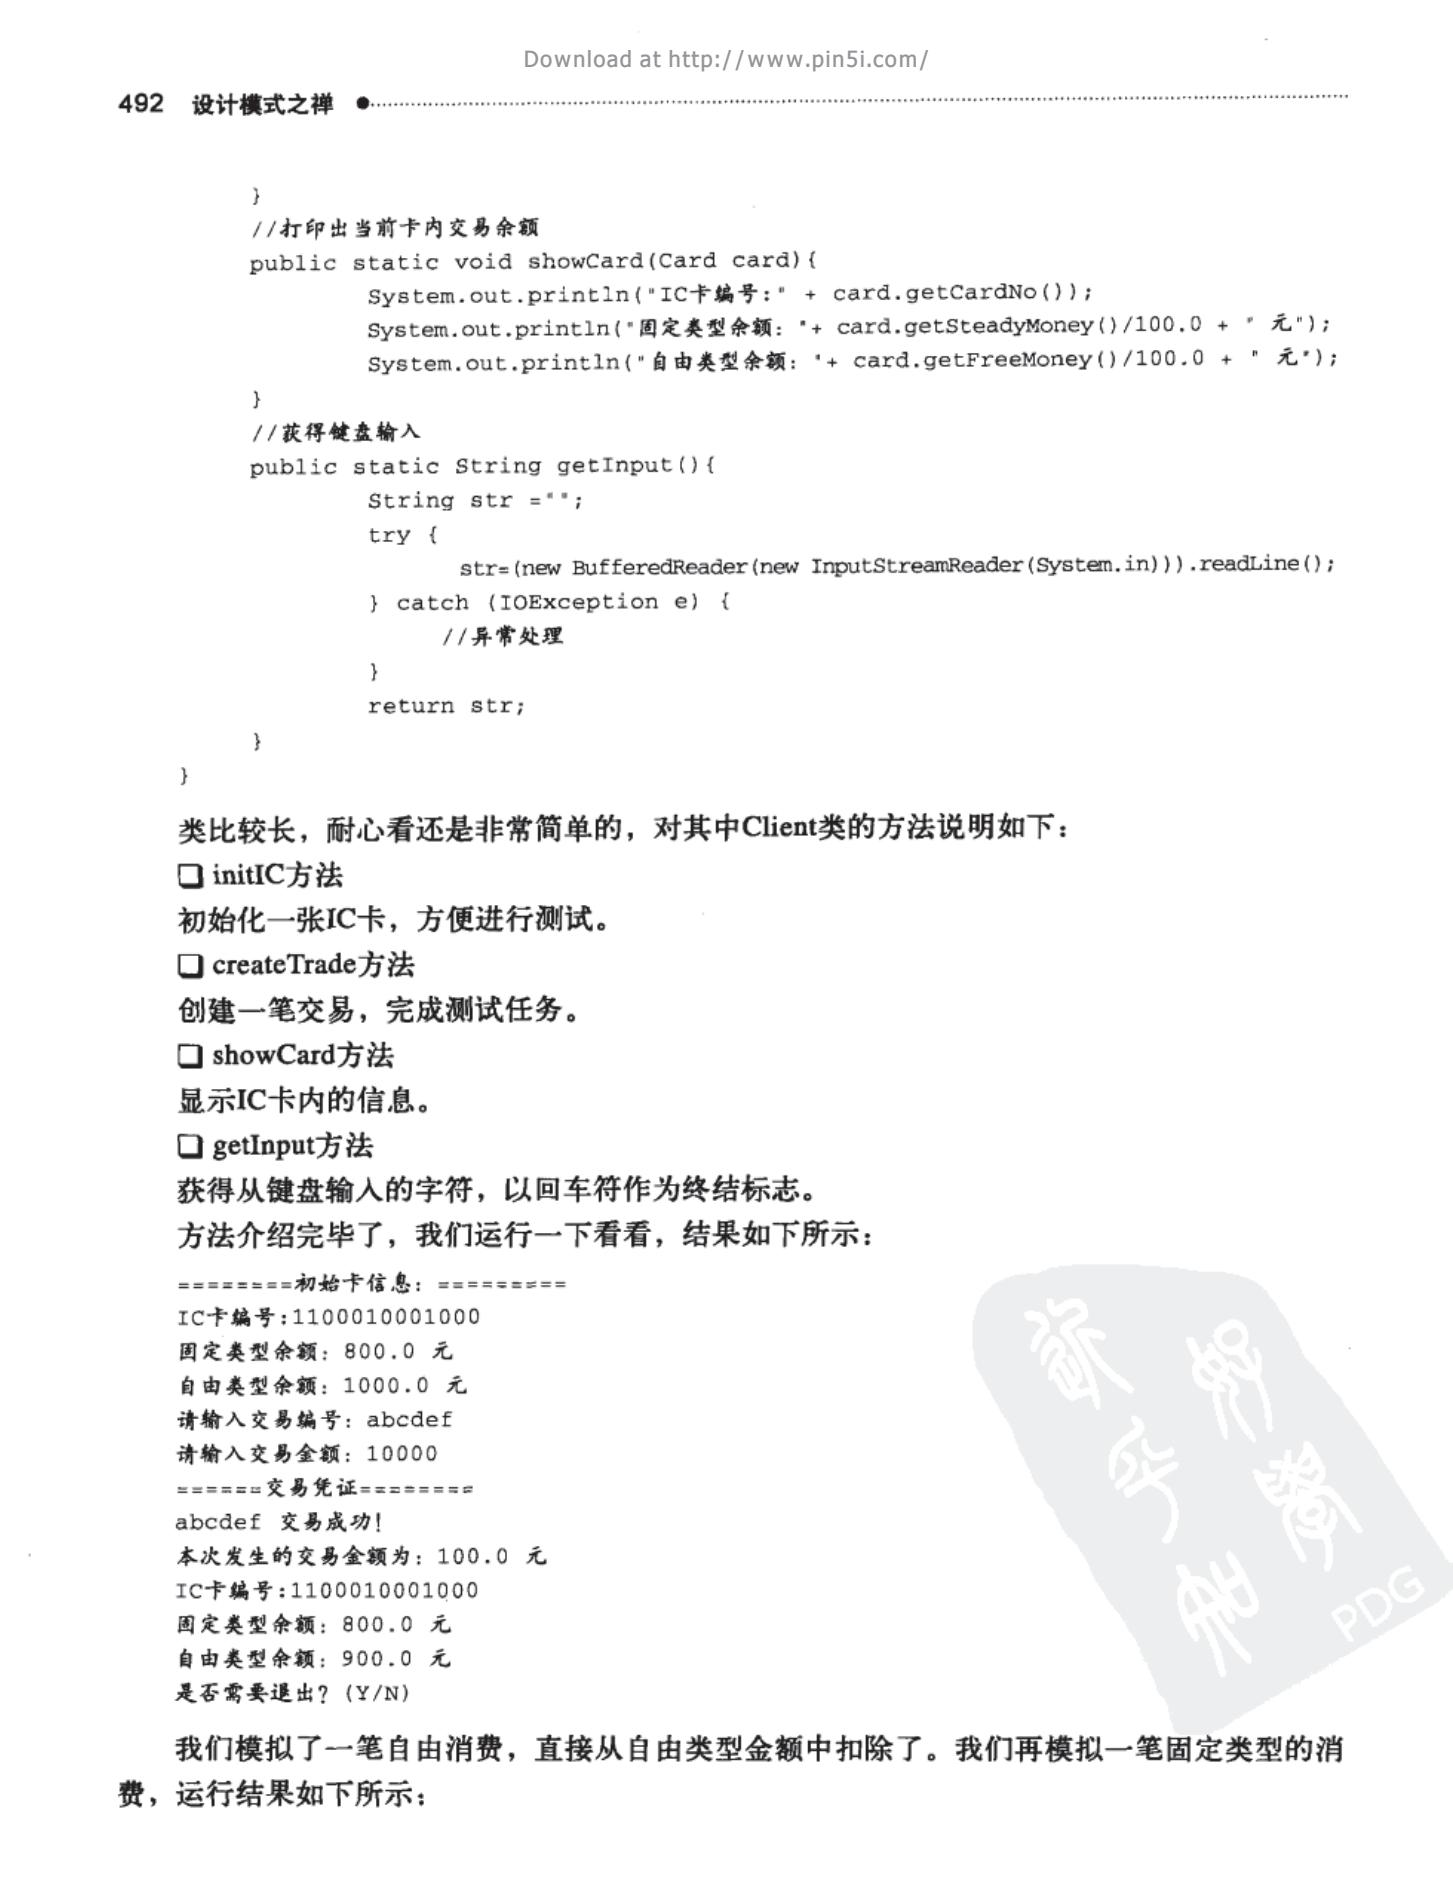 Download at http://www.pin5i.com/
492 设计模式之禅
}
//打印出当前卡内交易余额
public static void showCard(Card card){
System.out.println("IC卡编号:" + card.getCardNo());
System.out.println("固定类型余额: "+ card.getSteadyMoney()/100.0 + " 元");
System.out.println("自由类型余额: "+ card.getFreeMoney()/100.0 + " 元");
}
//获得键盘输入
public static String getInput(){
String str ="";
try {
str=(new BufferedReader(new InputStreamReader(System.in))).readLine();
} catch (IOException e) {
//异常处理
}
return str;
}
}
类比较长，耐心看还是非常简单的，对其中Client类的方法说明如下：
❑ initIC方法
初始化一张IC卡，方便进行测试。
❑ createTrade方法
创建一笔交易，完成测试任务。
❑ showCard方法
显示IC卡内的信息。
❑ getInput方法
获得从键盘输入的字符，以回车符作为终结标志。
方法介绍完毕了，我们运行一下看看，结果如下所示：
========初始卡信息: =========
IC卡编号:1100010001000
固定类型余额: 800.0 元
自由类型余额: 1000.0 元
请输入交易编号: abcdef
请输入交易金额: 10000
======交易凭证========
abcdef 交易成功!
本次发生的交易金额为: 100.0 元
IC卡编号:1100010001000
固定类型余额: 800.0 元
自由类型余额: 900.0 元
是否需要退出? (Y/N)
我们模拟了一笔自由消费，直接从自由类型金额中扣除了。我们再模拟一笔固定类型的消
费，运行结果如下所示：
PDG